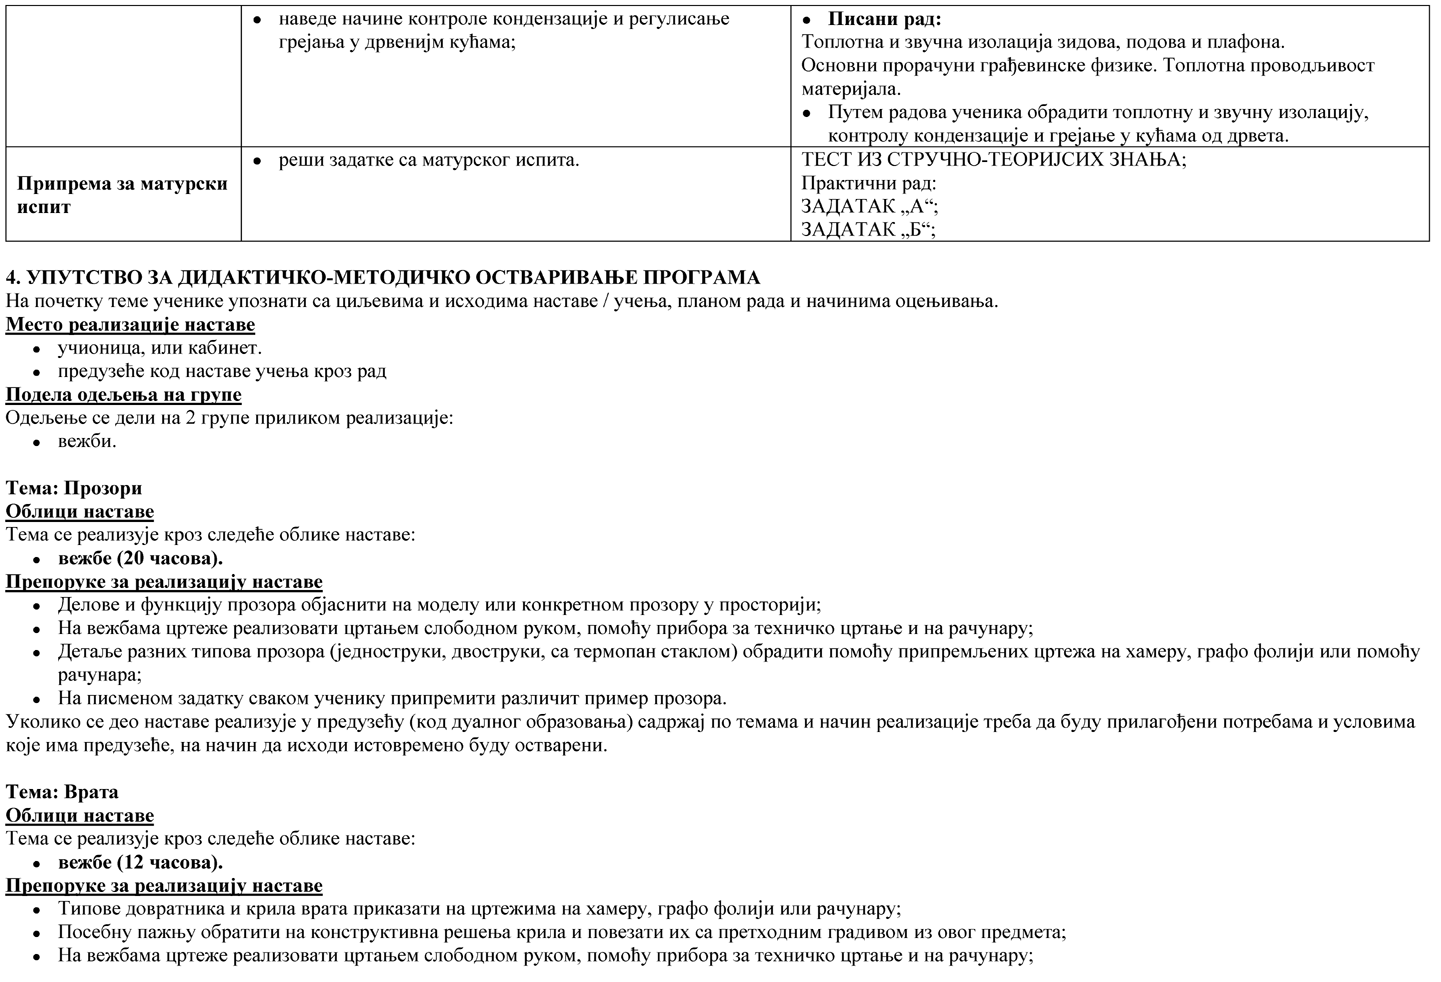 • наведе начине контроле кондензације и регулисање
грејања у дрвенијм кућама;
• Писани рад:
Топлотна и звучна изолација зидова, подова и плафона.
Основни прорачуни грађевинске физике. Топлотна проводљивост
материјала.
• Путем радова ученика обрадити топлотну и звучну изолацију,
контролу кондензације и грејање у кућама од дрвета.
Припрема за матурски
испит
• реши задатке са матурског испита.
ТЕСТ ИЗ СТРУЧНО-ТЕОРИЈСИХ ЗНАЊА;
Практични рад:
ЗАДАТАК „А“;
ЗАДАТАК „Б“;
4. УПУТСТВО ЗА ДИДАКТИЧКО-МЕТОДИЧКО ОСТВАРИВАЊЕ ПРОГРАМА
На почетку теме ученике упознати са циљевима и исходима наставе / учења, планом рада и начинима оцењивања.
Место реализације наставе
• учионица, или кабинет.
• предузеће код наставе учења кроз рад
Подела одељења на групе
Одељење се дели на 2 групе приликом реализације:
• вежби.
Тема: Прозори
Облици наставе
Тема се реализује кроз следеће облике наставе:
• вежбе (20 часова).
Препоруке за реализацију наставе
• Делове и функцију прозора објаснити на моделу или конкретном прозору у просторији;
• На вежбама цртеже реализовати цртањем слободном руком, помоћу прибора за техничко цртање и на рачунару;
• Детаље разних типова прозора (једноструки, двоструки, са термопан стаклом) обрадити помоћу припремљених цртежа на хамеру, графо фолији или помоћу
рачунара;
• На писменом задатку сваком ученику припремити различит пример прозора.
Уколико се део наставе реализује у предузећу (код дуалног образовања) садржај по темама и начин реализације треба да буду прилагођени потребама и условима
које има предузеће, на начин да исходи истовремено буду остварени.
Тема: Врата
Облици наставе
Тема се реализује кроз следеће облике наставе:
• вежбе (12 часова).
Препоруке за реализацију наставе
• Типове довратника и крила врата приказати на цртежима на хамеру, графо фолији или рачунару;
• Посебну пажњу обратити на конструктивна решења крила и повезати их са претходним градивом из овог предмета;
• На вежбама цртеже реализовати цртањем слободном руком, помоћу прибора за техничко цртање и на рачунару;